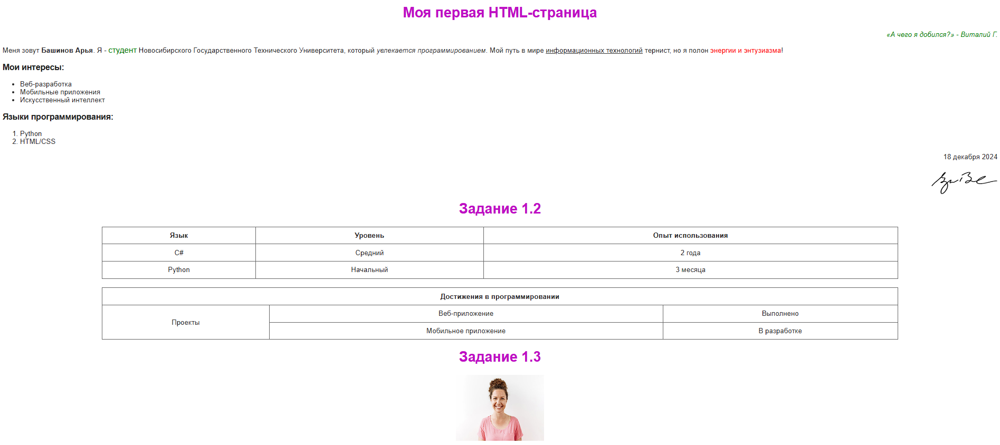 Моя первая HTML-страница
«А чего я добился?» - Виталий Г.
Меня зовут Башинов Арья. Я - студент Новосибирского Государственного Технического Университета, который увлекается программированием. Мой путь в мире информационных технологий тернист, но я полон энергии и энтузиазма!
Мои интересы:
• Веб-разработка
• Мобильные приложения
• Искусственный интеллект
Языки программирования:
1. Python
2. HTML/CSS
18 декабря 2024
Задание 1.2
Язык Уровень Опыт использования
C# Средний 2 года
Python Начальный 3 месяца
Достижения в программировании
Проекты Веб-приложение Выполнено
Мобильное приложение В разработке
Задание 1.3